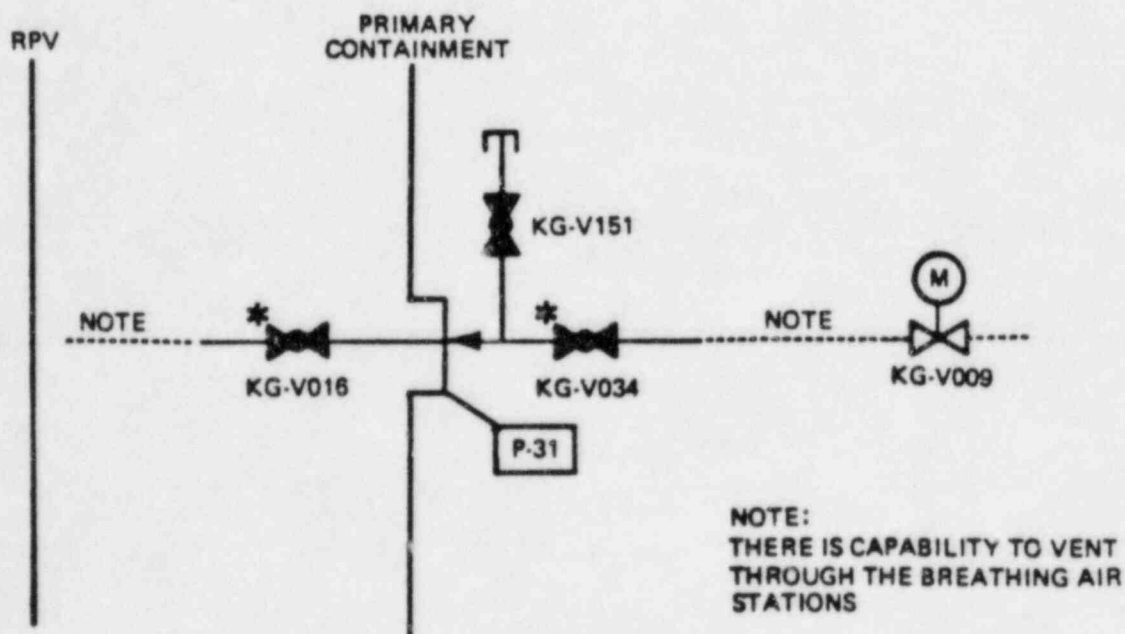 RPV
PRIMARY
CONTAINMENT
KG-V151
M
NOTE
*
*
NOTE
KG-V016
KG-V034
KG-V009
P-31
NOTE:
THERE IS CAPABILITY TO VENT
THROUGH THE BREATHING AIR
STATIONS